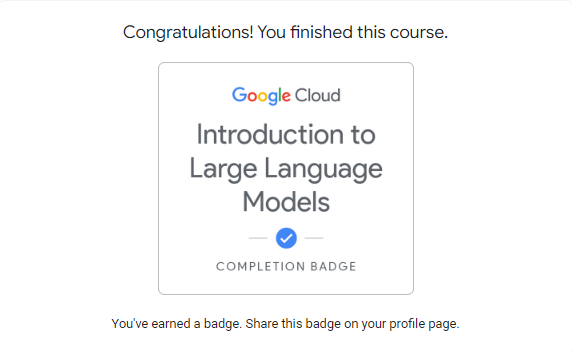 Congratulations! You finished this course.
Google Cloud
Introduction to
Large Language
Models
COMPLETION BADGE
You've earned a badge. Share this badge on your profile page.